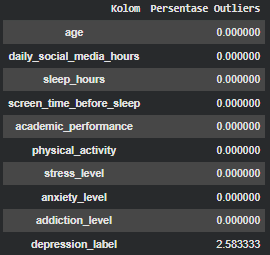 Kolom Persentase Outliers
age 0.000000
daily_social_media_hours 0.000000
sleep_hours 0.000000
screen_time_before_sleep 0.000000
academic_performance 0.000000
physical_activity 0.000000
stress_level 0.000000
anxiety_level 0.000000
addiction_level 0.000000
depression_label 2.583333